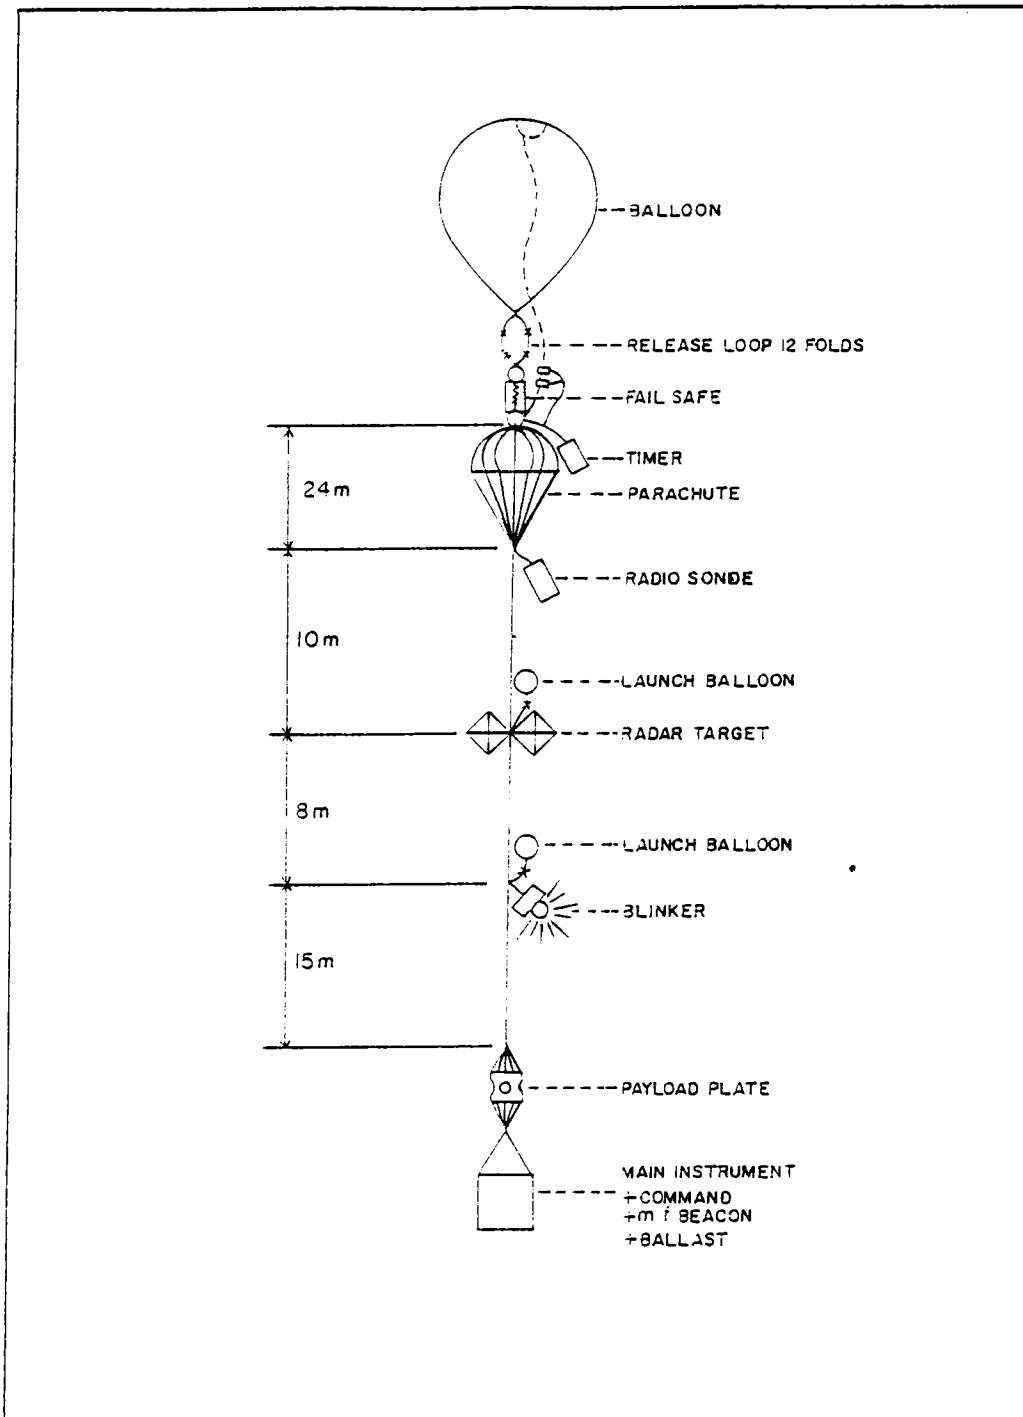 BALLOON
RELEASE LOOP 12 FOLDS
FAIL SAFE
24m
TIMER
PARACHUTE
RADIO SONDE
10m
LAUNCH BALLOON
RADAR TARGET
8m
LAUNCH BALLOON
BLINKER
15m
PAYLOAD PLATE
MAIN INSTRUMENT
+COMMAND
+m f BEACON
+BALLAST